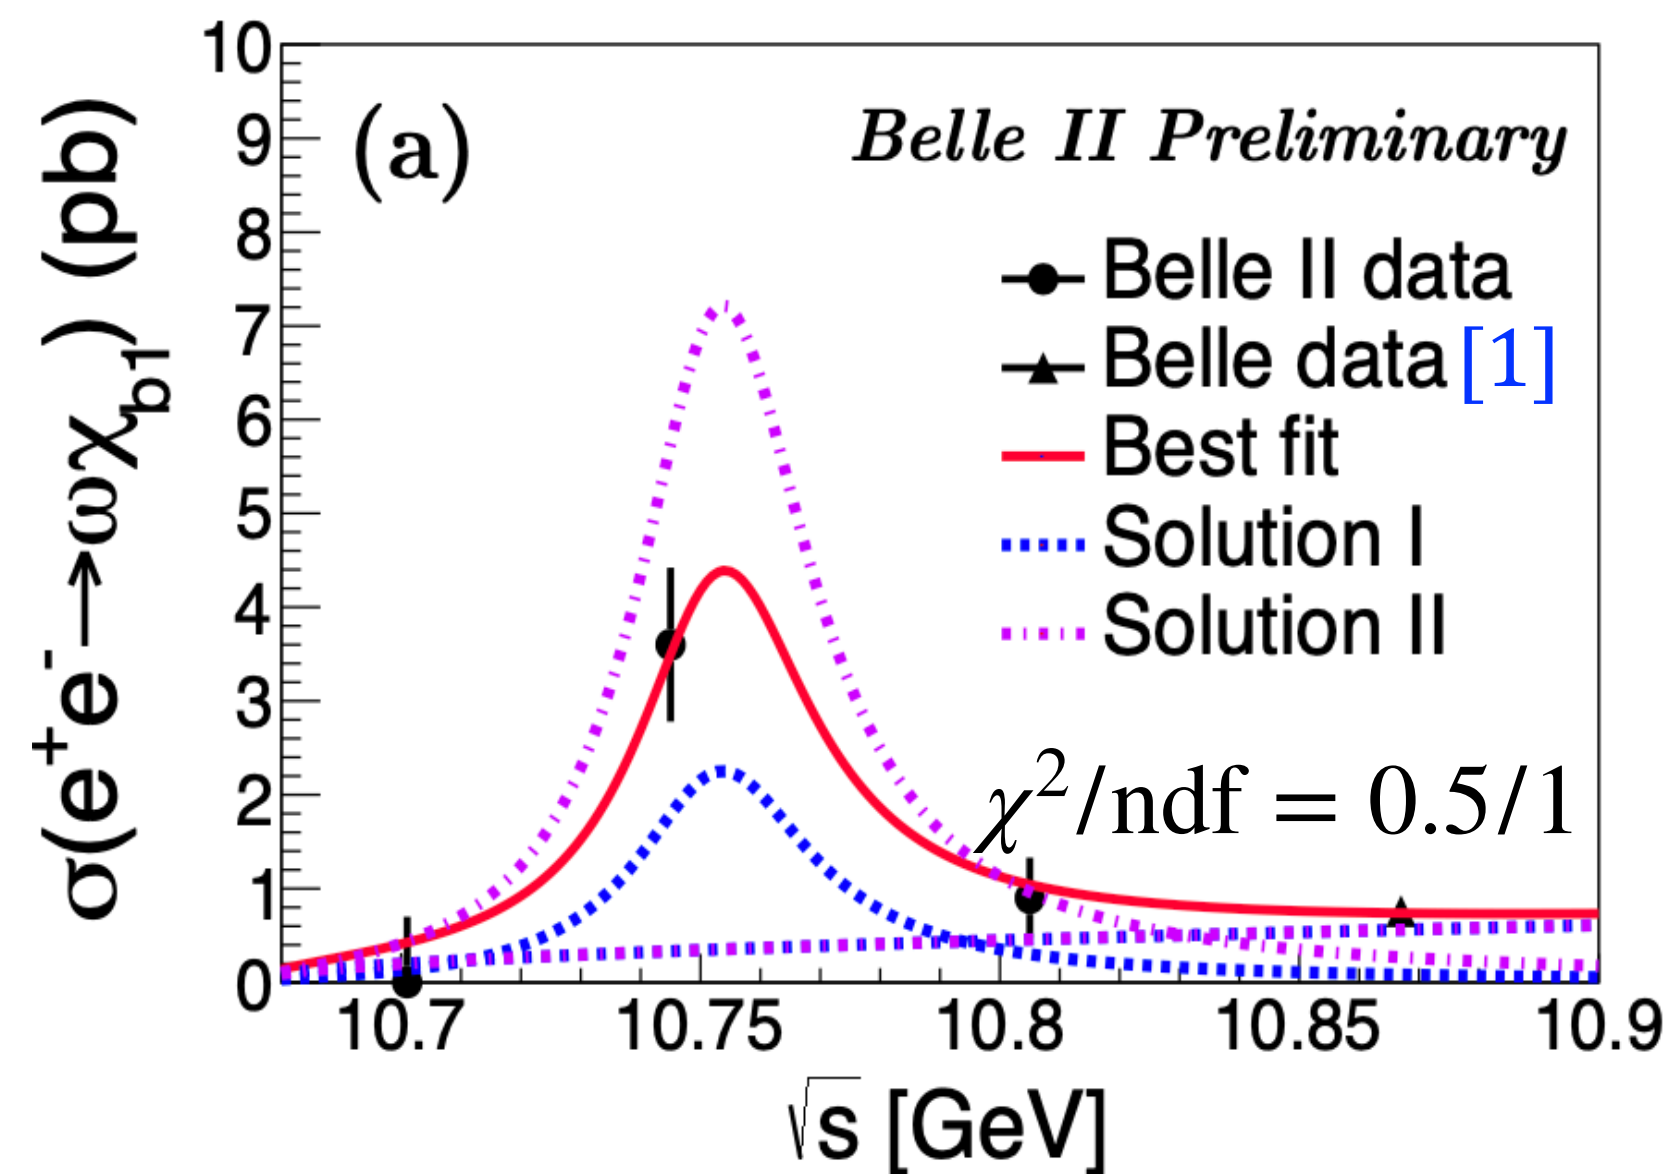 10
9
8
7
6
5
4
3
2
1
0
σ(e⁺e⁻→ωχ_b1) (pb)
(a)
Belle II Preliminary
Belle II data
Belle data [1]
Best fit
Solution I
Solution II
χ²/ndf = 0.5/1
10.7 10.75 10.8 10.85 10.9
√s [GeV]